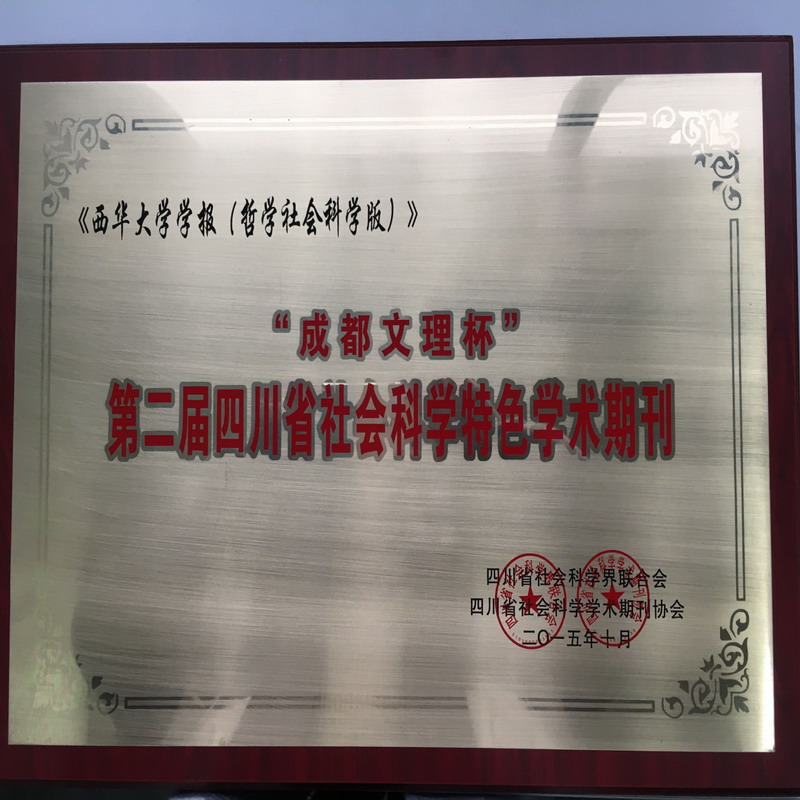 《西华大学学报（哲学社会科学版）》
“成都文理杯”
第二届四川省社会科学特色学术期刊
四川省社会科学界联合会
四川省社会科学学术期刊协会
二〇一五年十月